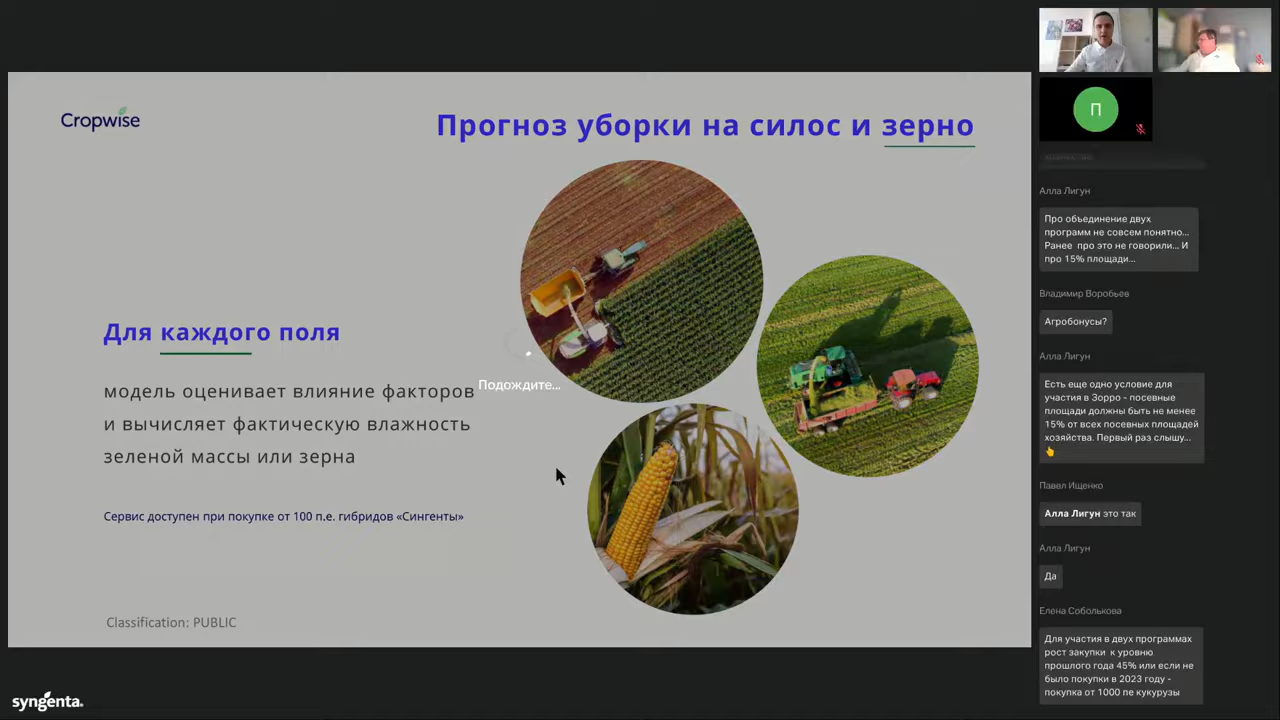 Cropwise
Прогноз уборки на силос и зерно
Для каждого поля
модель оценивает влияние факторов
и вычисляет фактическую влажность
зеленой массы или зерна
Подождите...
Сервис доступен при покупке от 100 п.е. гибридов «Сингенты»
Classification: PUBLIC
syngenta.
П
Алла Лигун
Про объединение двух
программ не совсем понятно...
Ранее про это не говорили... И
про 15% площади...
Владимир Воробьев
Агробонусы?
Алла Лигун
Есть еще одно условие для
участия в Зорро - посевные
площади должны быть не менее
15% от всех посевных площадей
хозяйства. Первый раз слышу...
👆
Павел Ищенко
Алла Лигун это так
Алла Лигун
Да
Елена Соболькова
Для участия в двух программах
рост закупки к уровню
прошлого года 45% или если не
было покупки в 2023 году -
покупка от 1000 пе кукурузы